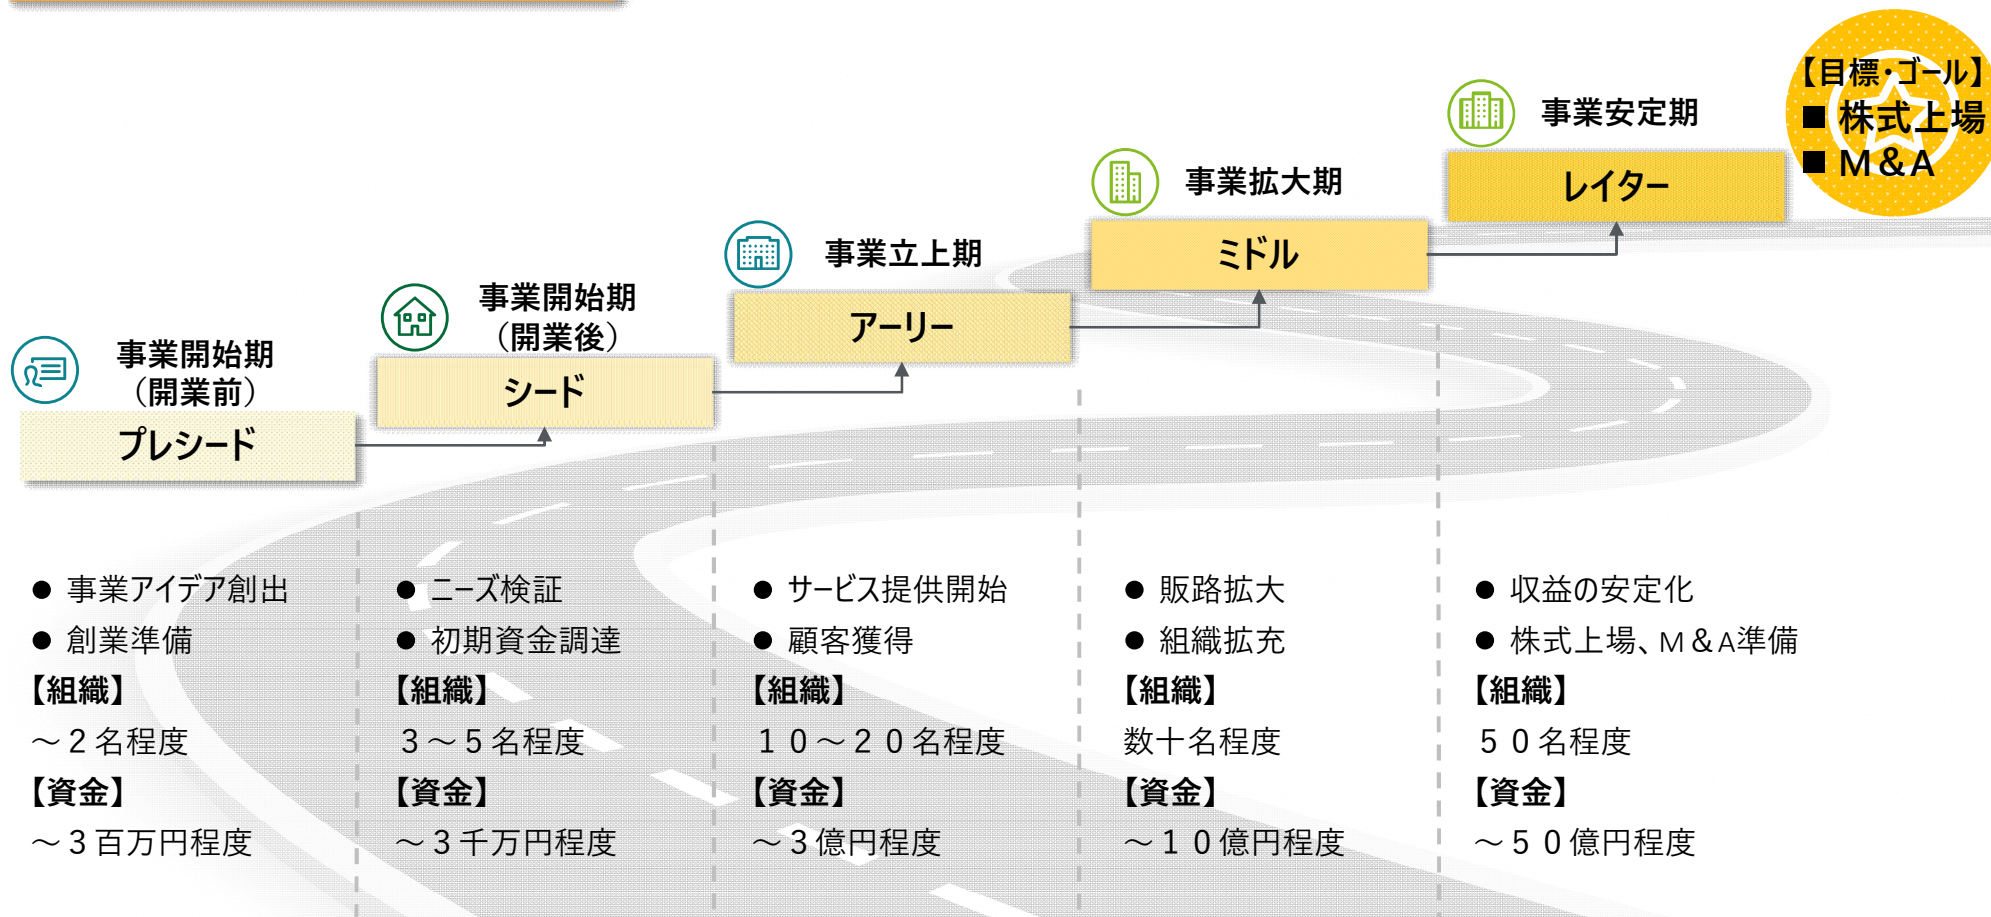 【目標・ゴール】
■ 株式上場
■ M&A
事業安定期
レイター
事業拡大期
ミドル
事業立上期
アーリー
事業開始期
（開業後）
シード
事業開始期
（開業前）
プレシード
● 事業アイデア創出
● 創業準備
【組織】
～２名程度
【資金】
～３百万円程度
● ニーズ検証
● 初期資金調達
【組織】
３～５名程度
【資金】
～３千万円程度
● サービス提供開始
● 顧客獲得
【組織】
１０～２０名程度
【資金】
～３億円程度
● 販路拡大
● 組織拡充
【組織】
数十名程度
【資金】
～１０億円程度
● 収益の安定化
● 株式上場、M＆A準備
【組織】
５０名程度
【資金】
～５０億円程度